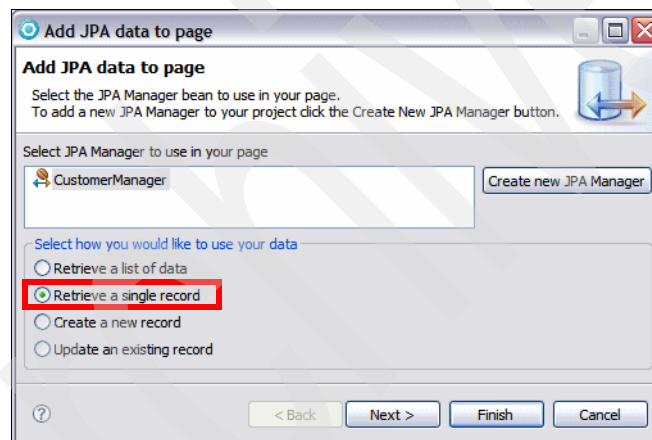 Add JPA data to page
Add JPA data to page
Select the JPA Manager bean to use in your page.
To add a new JPA Manager to your project click the Create New JPA Manager button.
Select JPA Manager to use in your page
CustomerManager
Create new JPA Manager
Select how you would like to use your data
Retrieve a list of data
Retrieve a single record
Create a new record
Update an existing record
?
< Back
Next >
Finish
Cancel